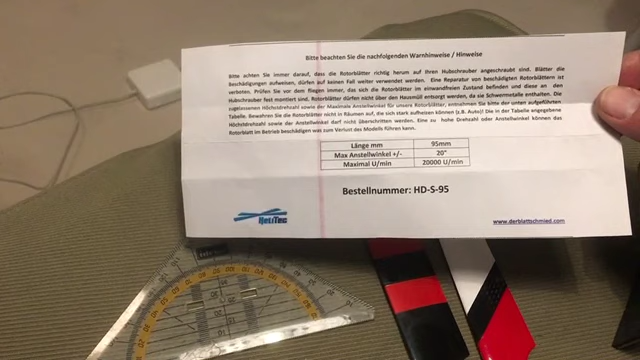 Bitte beachten Sie die nachfolgenden Warnhinweise / Hinweise
Bitte achten Sie immer darauf, dass die Rotorblätter richtig herum auf Ihren Hubschrauber angeschraubt sind. Blätter die
Beschädigungen aufweisen, dürfen auf keinen Fall weiter verwendet werden. Eine Reparatur von beschädigten Rotorblättern ist
verboten. Prüfen Sie vor dem fliegen immer, das sich die Rotorblätter im einwandfreien Zustand befinden und diese an den
Hubschrauber fest montiert sind. Rotorblätter dürfen nicht über den Hausmüll entsorgt werden, da sie Schwermetalle enthalten. Die
zugelassenen Höchstdrehzahl sowie der Maximale Anstellwinkel für unsere Rotorblätter, entnehmen Sie bitte der unten aufgeführten
Tabelle. Bewahren Sie die Rotorblätter nicht in Räumen auf, die sich stark aufheizen können (z.B. Auto)! Die in der Tabelle angegebene
Höchstdrehzahl sowie der Anstellwinkel darf nicht überschritten werden. Eine zu hohe Drehzahl oder Anstellwinkel können das
Rotorblatt im Betrieb beschädigen was zum Verlust des Modells führen kann.
Länge mm 95mm
Max Anstellwinkel +/- 20°
Maximal U/min 20000 U/min
Bestellnummer: HD-S-95
HeliTec
www.derblattschmied.com